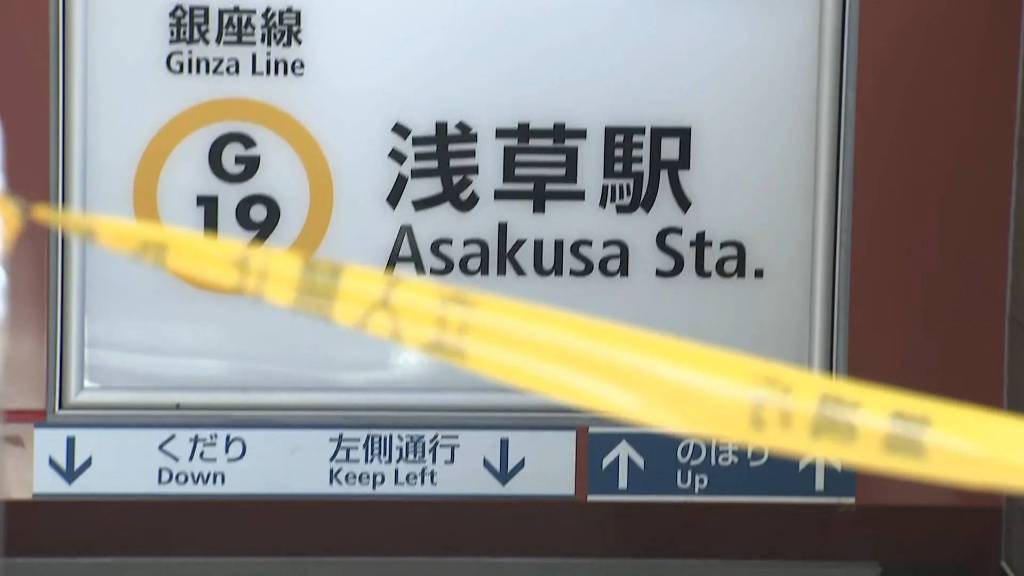 銀座線
Ginza Line
G
19
浅草駅
Asakusa Sta.
くだり
Down
左側通行
Keep Left
のぼり
Up